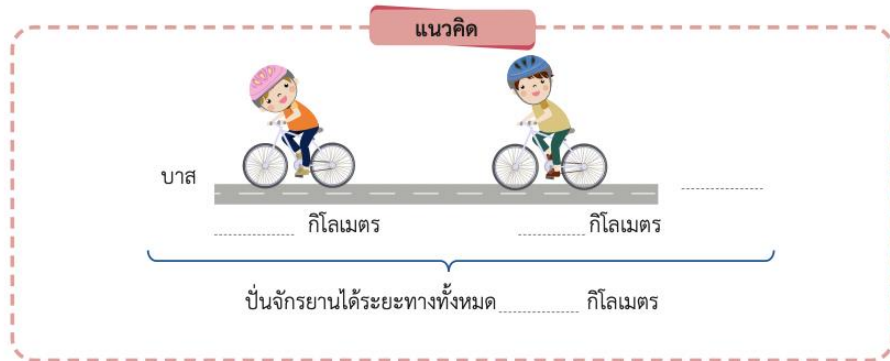 แนวคิด
บาส ..............
.............. กิโลเมตร .............. กิโลเมตร
ปั่นจักรยานได้ระยะทางทั้งหมด .............. กิโลเมตร